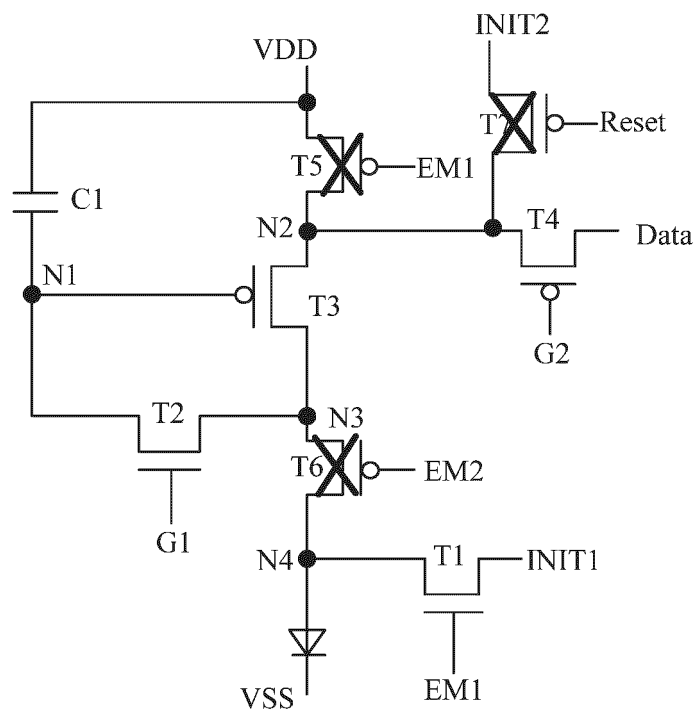 INIT2
VDD
T7
Reset
T5
EM1
C1
N2
T4
Data
N1
T3
G2
T2
N3
T6
EM2
G1
N4
T1
INIT1
VSS
EM1